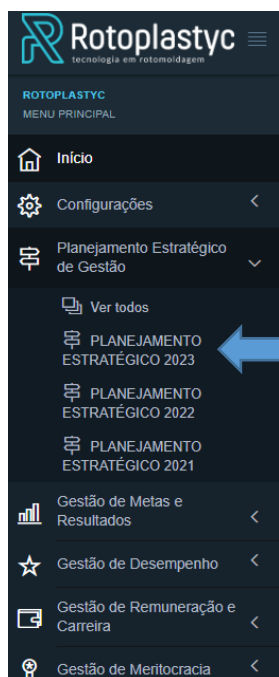 Rotoplastyc
tecnologia em rotomoldagem
ROTOPLASTYC
MENU PRINCIPAL
Início
Configurações
Planejamento Estratégico
de Gestão
Ver todos
PLANEJAMENTO
ESTRATÉGICO 2023
PLANEJAMENTO
ESTRATÉGICO 2022
PLANEJAMENTO
ESTRATÉGICO 2021
Gestão de Metas e
Resultados
Gestão de Desempenho
Gestão de Remuneração e
Carreira
Gestão de Meritocracia